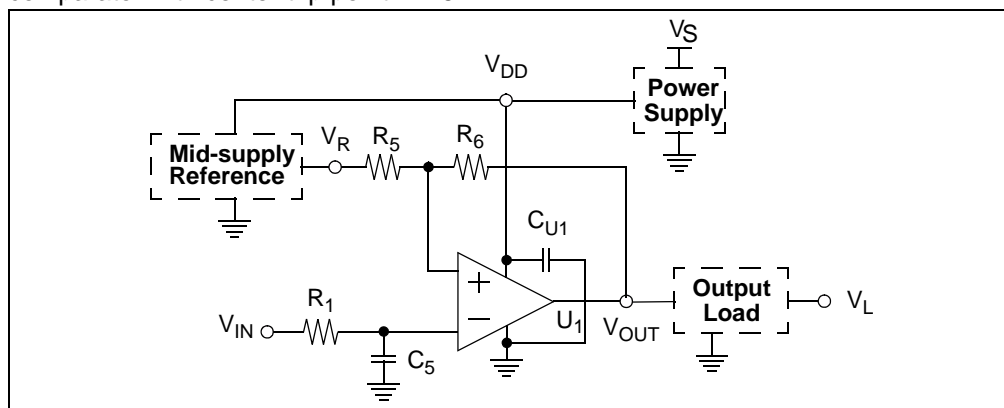 V_S
V_DD
Power
Supply
V_R
R_5
R_6
Mid-supply
Reference
C_U1
+
−
R_1
V_IN
C_5
U_1
V_OUT
Output
Load
V_L